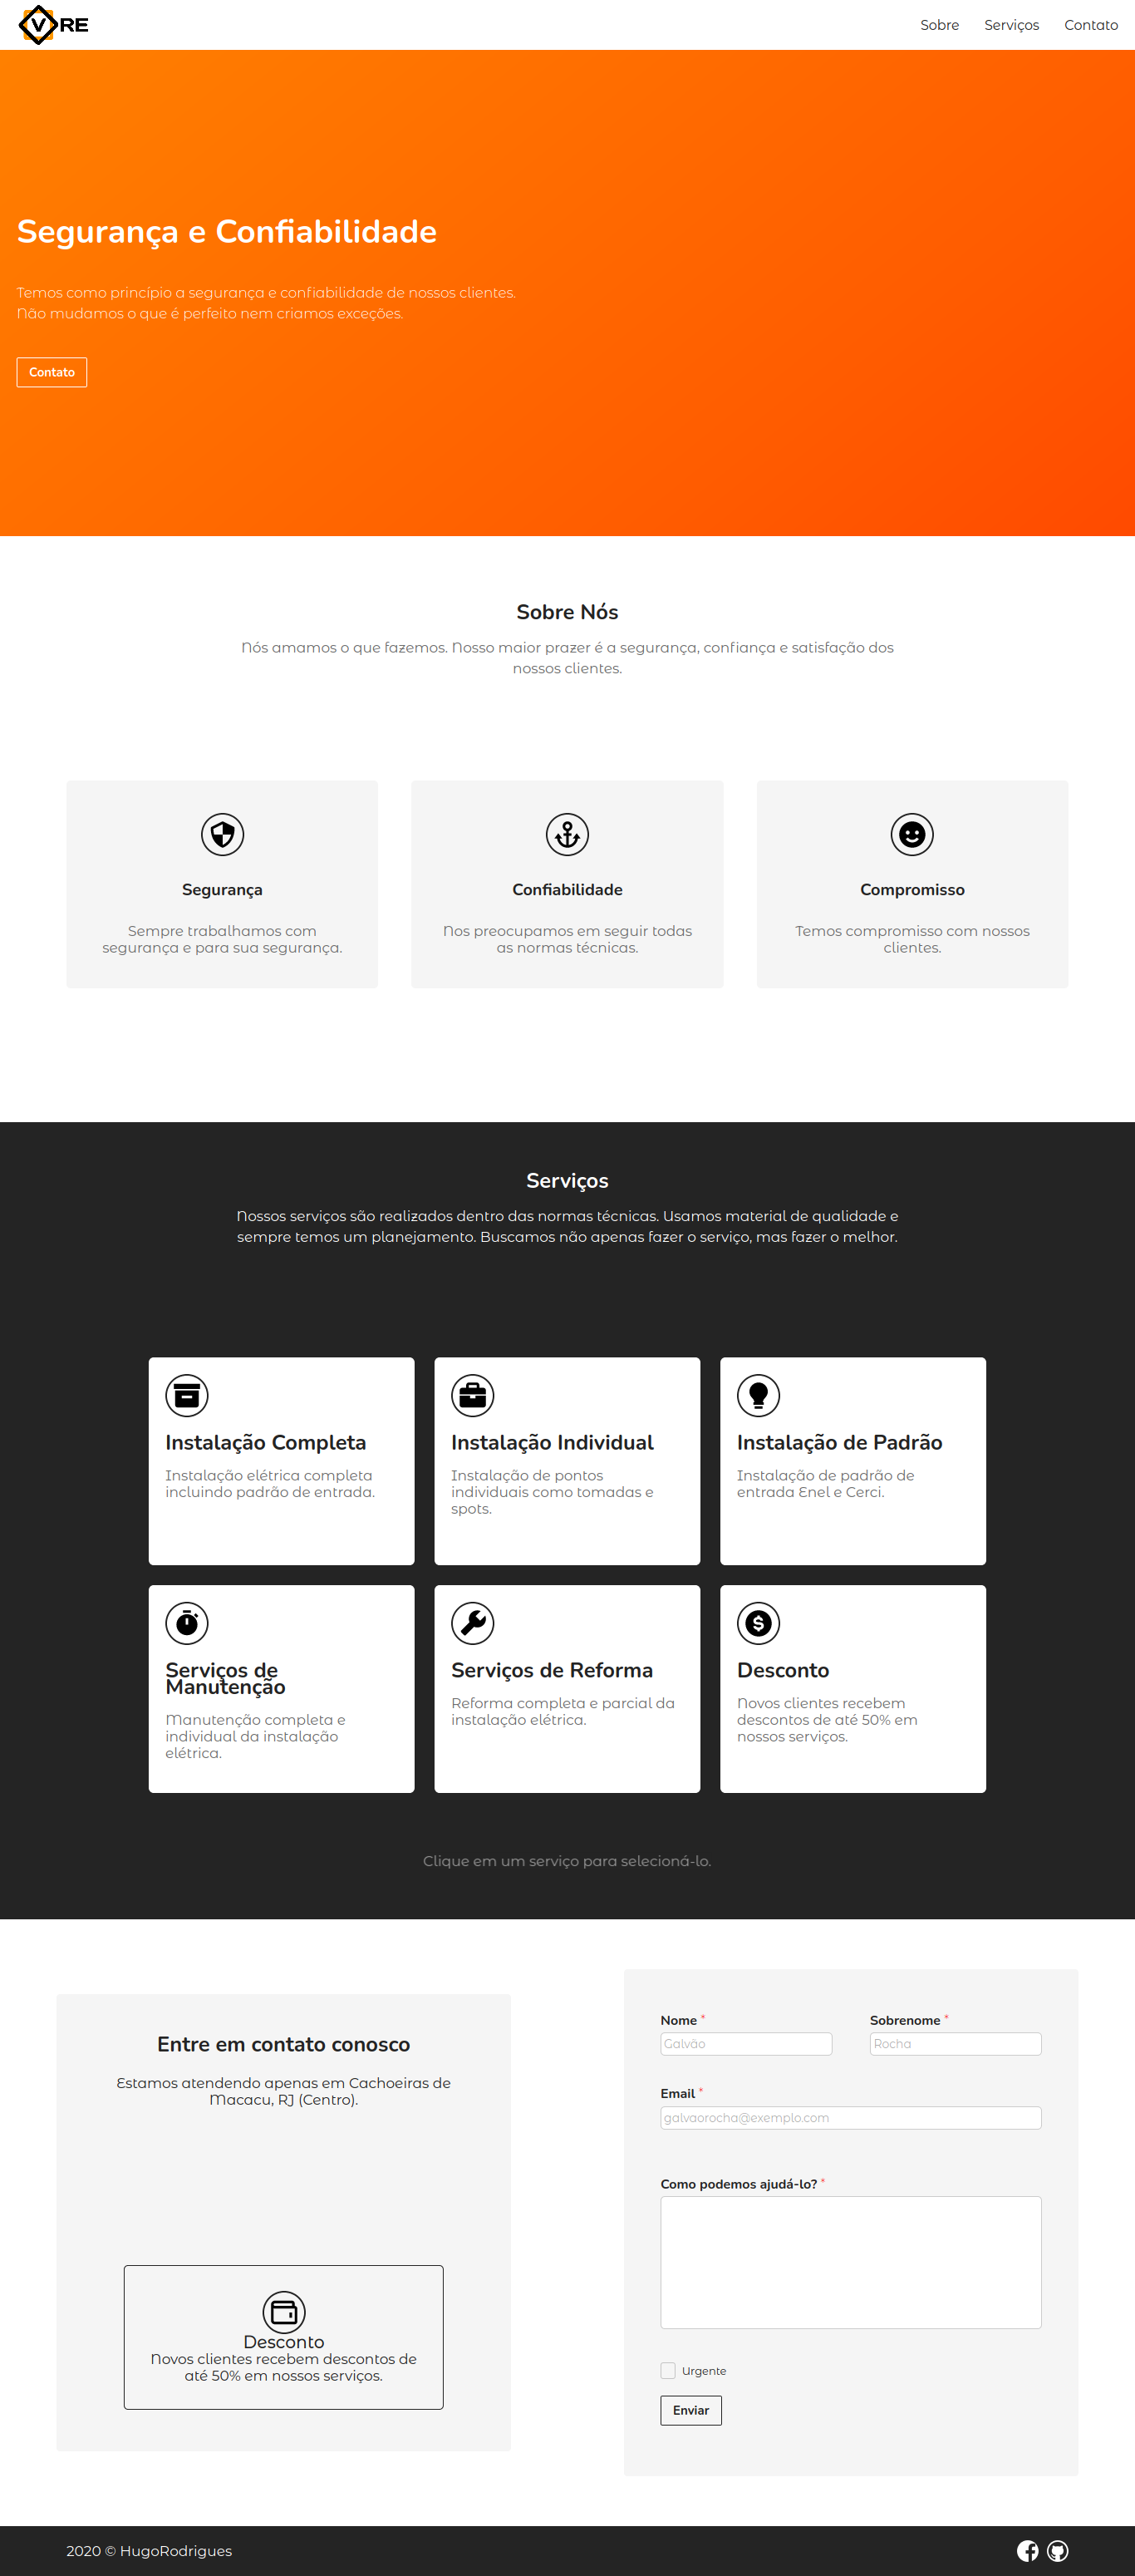 VRE
Sobre Serviços Contato
Segurança e Confiabilidade
Temos como princípio a segurança e confiabilidade de nossos clientes.
Não mudamos o que é perfeito nem criamos exceções.
Contato
Sobre Nós
Nós amamos o que fazemos. Nosso maior prazer é a segurança, confiança e satisfação dos
nossos clientes.
Segurança
Sempre trabalhamos com
segurança e para sua segurança.
Confiabilidade
Nos preocupamos em seguir todas
as normas técnicas.
Compromisso
Temos compromisso com nossos
clientes.
Serviços
Nossos serviços são realizados dentro das normas técnicas. Usamos material de qualidade e
sempre temos um planejamento. Buscamos não apenas fazer o serviço, mas fazer o melhor.
Instalação Completa
Instalação elétrica completa
incluindo padrão de entrada.
Instalação Individual
Instalação de pontos
individuais como tomadas e
spots.
Instalação de Padrão
Instalação de padrão de
entrada Enel e Cerci.
Serviços de
Manutenção
Manutenção completa e
individual da instalação
elétrica.
Serviços de Reforma
Reforma completa e parcial da
instalação elétrica.
Desconto
Novos clientes recebem
descontos de até 50% em
nossos serviços.
Clique em um serviço para selecioná-lo.
Entre em contato conosco
Estamos atendendo apenas em Cachoeiras de
Macacu, RJ (Centro).
Desconto
Novos clientes recebem descontos de
até 50% em nossos serviços.
Nome * Sobrenome *
Galvão Rocha
Email *
galvaorocha@exemplo.com
Como podemos ajudá-lo? *
Urgente
Enviar
2020 © HugoRodrigues